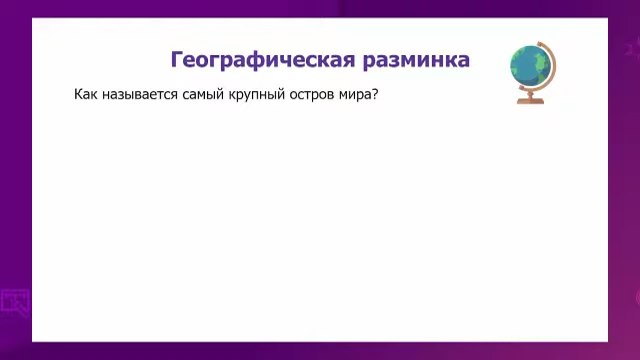 Географическая разминка
Как называется самый крупный остров мира?